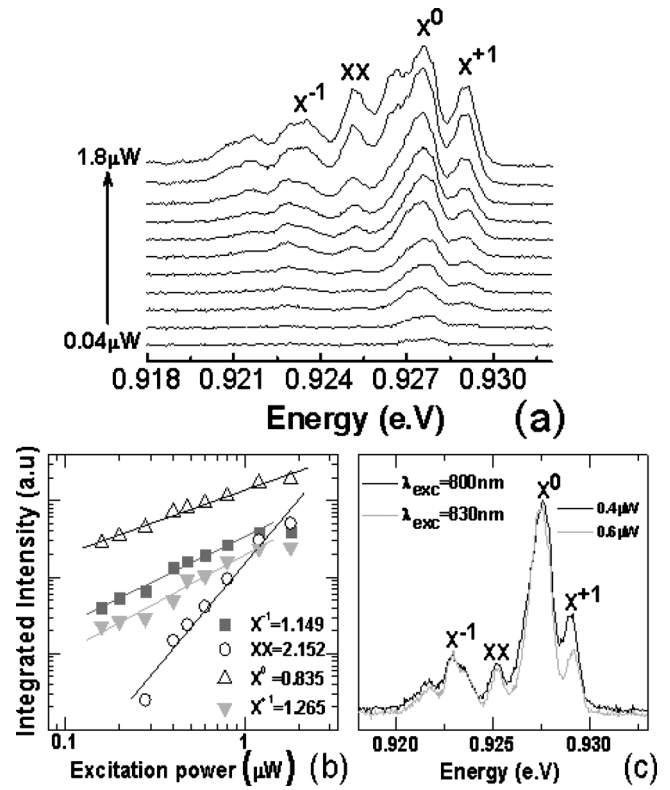 X⁰
XX
X⁺¹
X⁻¹
1.8µW
0.04µW
0.918 0.921 0.924 0.927 0.930
Energy (e.V)
(a)
Integrated Intensity (a.u)
X⁻¹=1.149
XX=2.152
X⁰=0.835
X⁺¹=1.265
0.1 1
Excitation power (µW)
(b)
λexc=800nm
λexc=830nm
X⁰
0.4µW
0.6µW
X⁺¹
X⁻¹
XX
0.920 0.925 0.930
Energy (e.V)
(c)